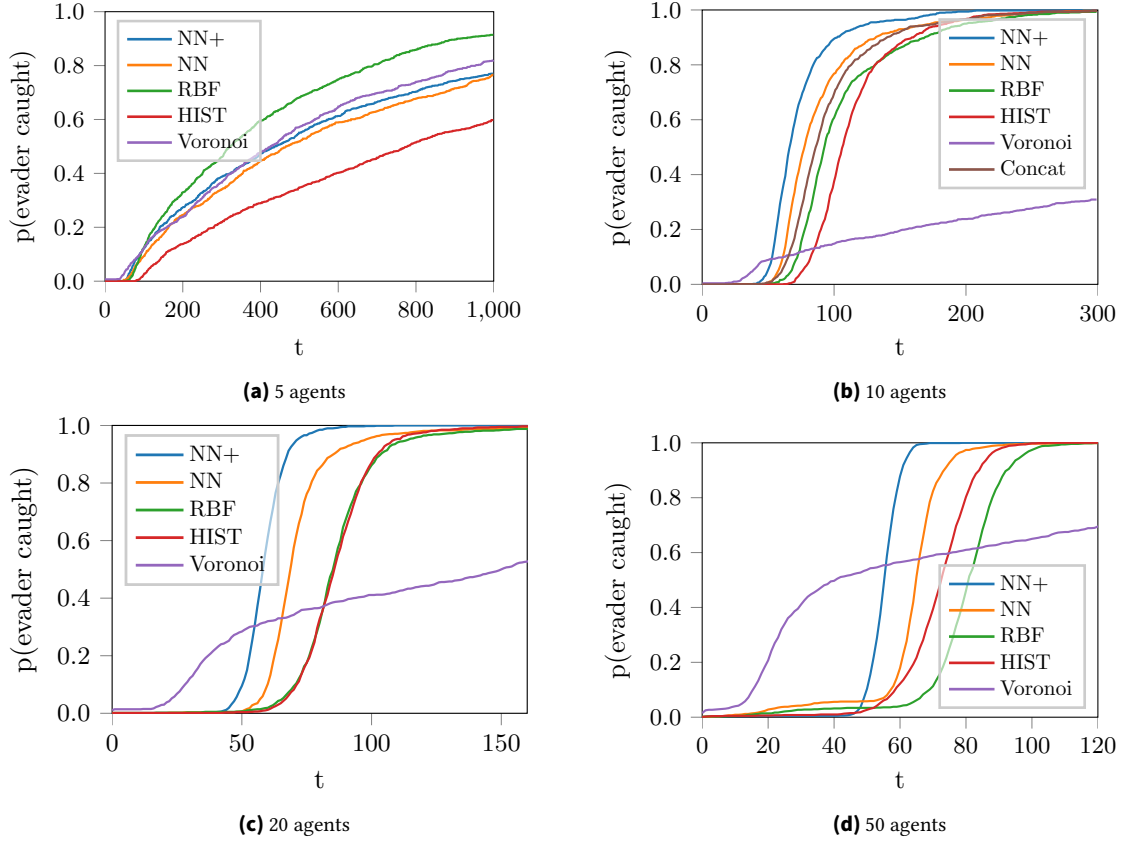 1.0
0.8
0.6
0.4
0.2
0.0
p(evader caught)
NN+
NN
RBF
HIST
Voronoi
0 200 400 600 800 1,000
t
(a) 5 agents
1.0
0.8
0.6
0.4
0.2
0.0
p(evader caught)
NN+
NN
RBF
HIST
Voronoi
Concat
0 100 200 300
t
(b) 10 agents
1.0
0.8
0.6
0.4
0.2
0.0
p(evader caught)
NN+
NN
RBF
HIST
Voronoi
0 50 100 150
t
(c) 20 agents
1.0
0.8
0.6
0.4
0.2
0.0
p(evader caught)
NN+
NN
RBF
HIST
Voronoi
0 20 40 60 80 100 120
t
(d) 50 agents